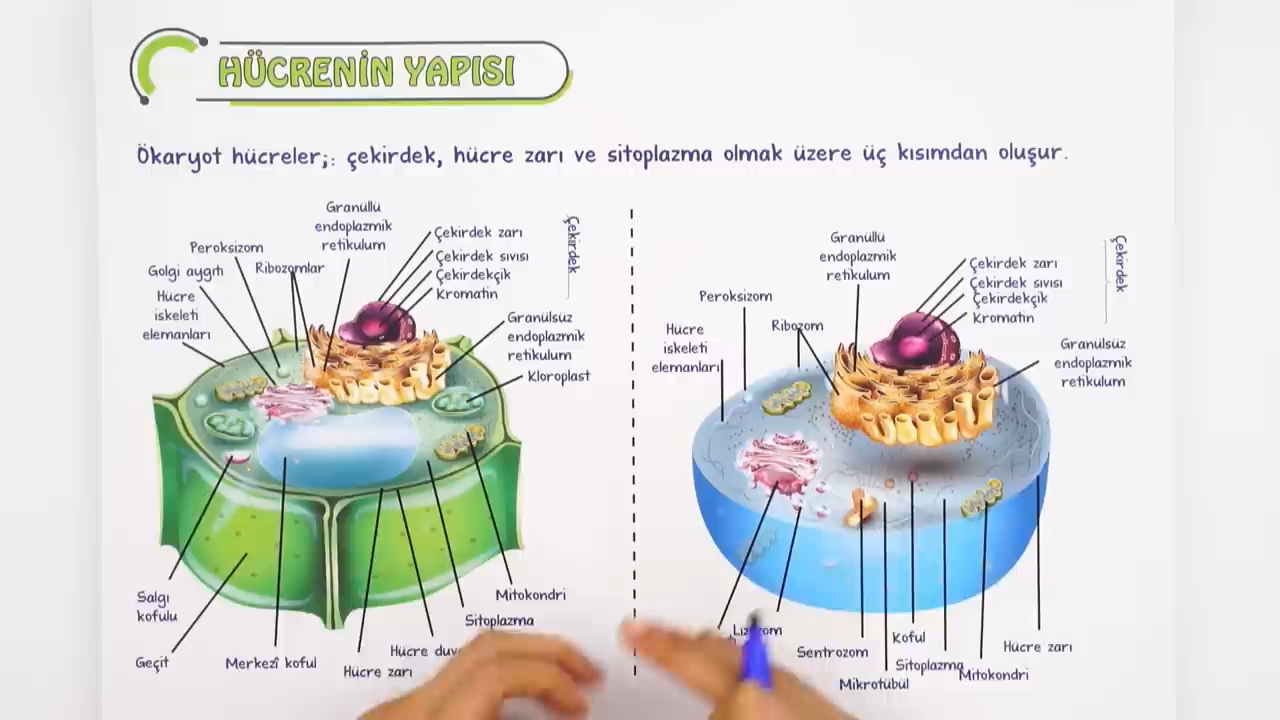 HÜCRENİN YAPISI
Ökaryot hücreler;: çekirdek, hücre zarı ve sitoplazma olmak üzere üç kısımdan oluşur.
Granüllü
endoplazmik
retikulum
Peroksizom
Golgi aygıtı
Ribozomlar
Hücre
iskeleti
elemanları
Çekirdek zarı
Çekirdek sıvısı
Çekirdekçik
Kromatin
Çekirdek
Granülsüz
endoplazmik
retikulum
Kloroplast
Salgı
kofulu
Geçit
Merkezî koful
Hücre zarı
Hücre
Sitoplazma
Mitokondri
Granüllü
endoplazmik
retikulum
Peroksizom
Hücre
iskeleti
elemanları
Ribozom
Çekirdek zarı
Çekirdek sıvısı
Çekirdekçik
Kromatin
Çekirdek
Granülsüz
endoplazmik
retikulum
Sentrozom
Mikrotübül
Koful
Sitoplazma
Mitokondri
Hücre zarı